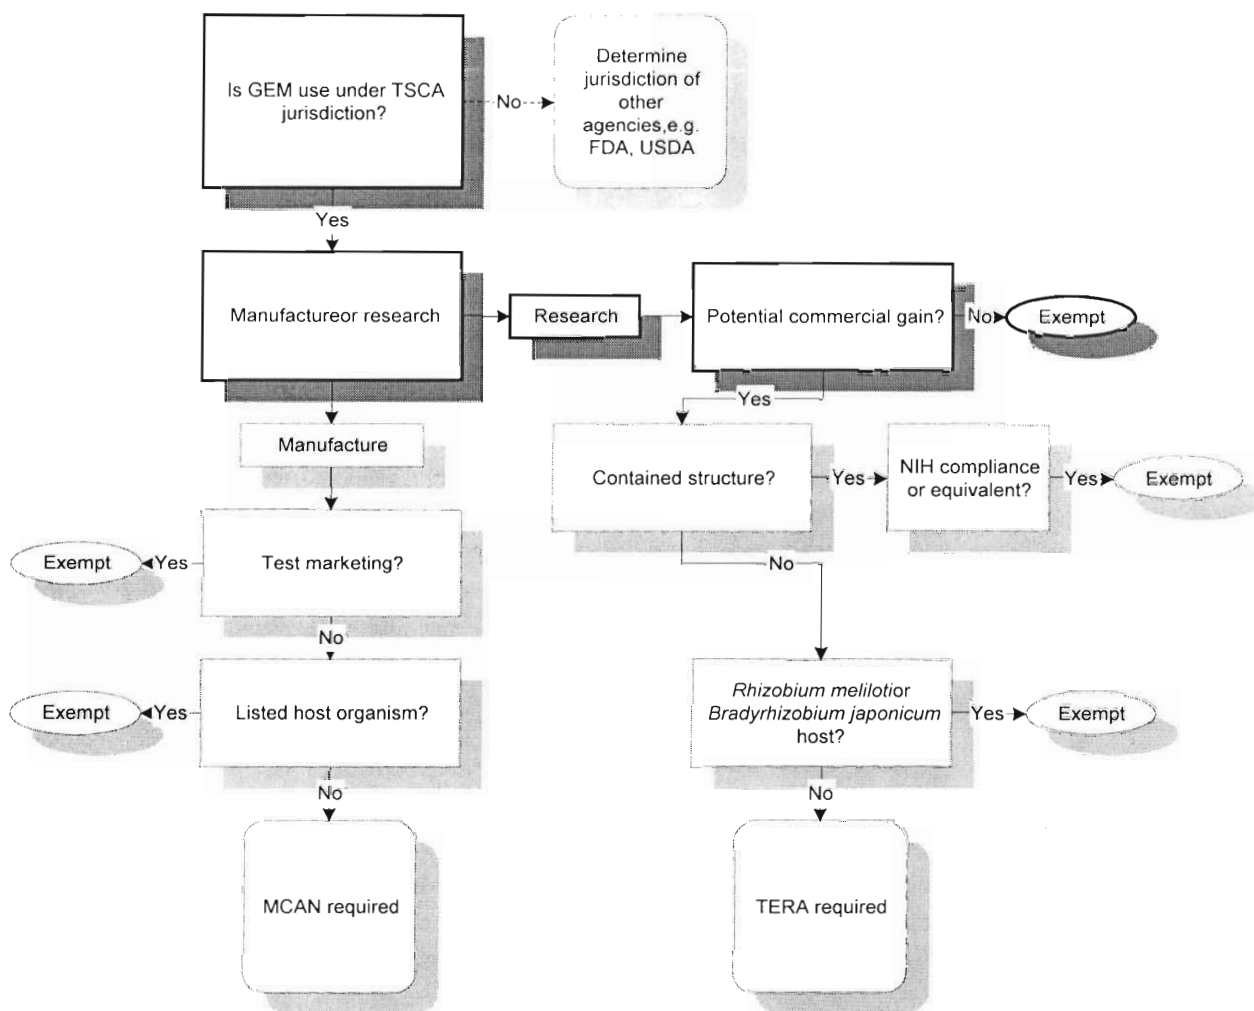 Is GEM use under TSCA
jurisdiction?
No
Determine
jurisdiction of
other
agencies,e.g.
FDA, USDA
Yes
Manufactureor research
Research
Potential commercial gain?
No
Exempt
Yes
Manufacture
Contained structure?
Yes
NIH compliance
or equivalent?
Yes
Exempt
Exempt
Yes
Test marketing?
No
No
Exempt
Yes
Listed host organism?
Rhizobium melilotior
Bradyrhizobium japonicum
host?
Yes
Exempt
No
No
MCAN required
TERA required